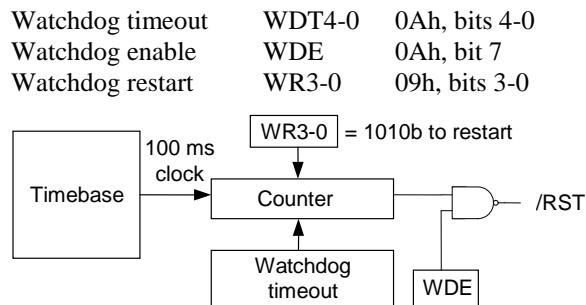 Watchdog timeout WDT4-0 0Ah, bits 4-0
Watchdog enable WDE 0Ah, bit 7
Watchdog restart WR3-0 09h, bits 3-0
WR3-0 = 1010b to restart
100 ms
clock
Timebase
Counter
/RST
Watchdog
timeout
WDE